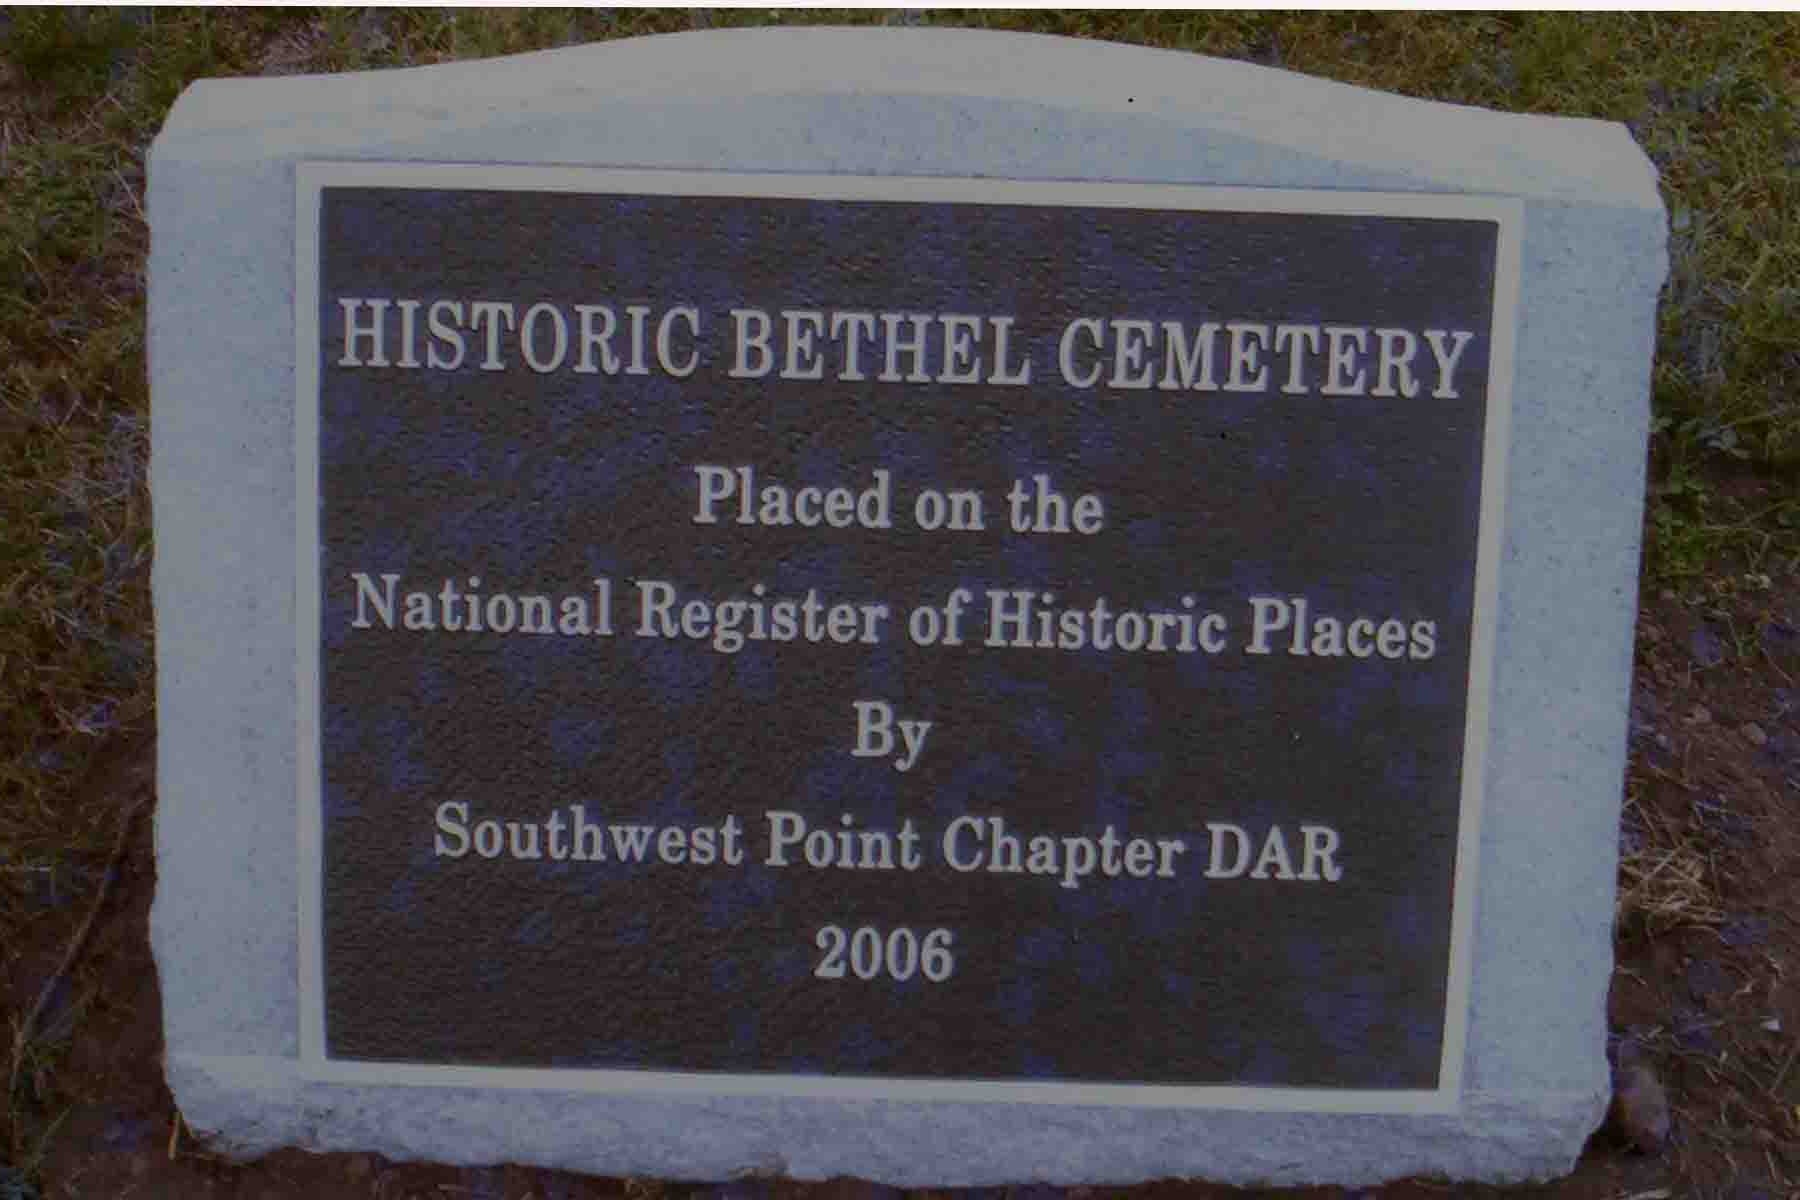 HISTORIC BETHEL CEMETERY
Placed on the
National Register of Historic Places
By
Southwest Point Chapter DAR
2006